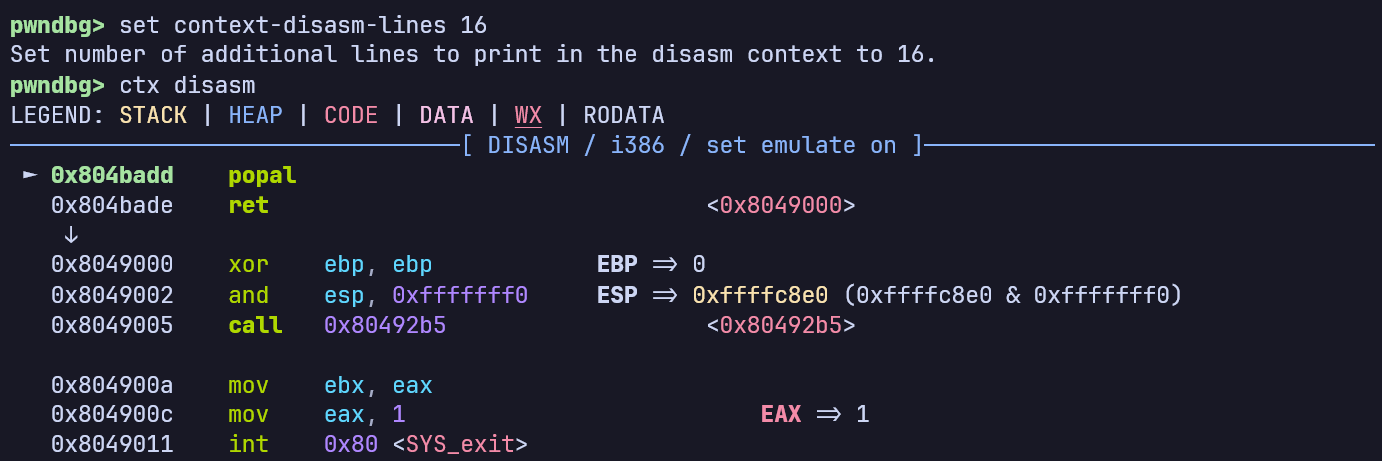 pwndbg> set context-disasm-lines 16
Set number of additional lines to print in the disasm context to 16.
pwndbg> ctx disasm
LEGEND: STACK | HEAP | CODE | DATA | WX | RODATA
[ DISASM / i386 / set emulate on ]
► 0x804badd popal
0x804bade ret <0x8049000>
↓
0x8049000 xor ebp, ebp EBP => 0
0x8049002 and esp, 0xfffffff0 ESP => 0xffffc8e0 (0xffffc8e0 & 0xfffffff0)
0x8049005 call 0x80492b5 <0x80492b5>
0x804900a mov ebx, eax
0x804900c mov eax, 1 EAX => 1
0x8049011 int 0x80 <SYS_exit>